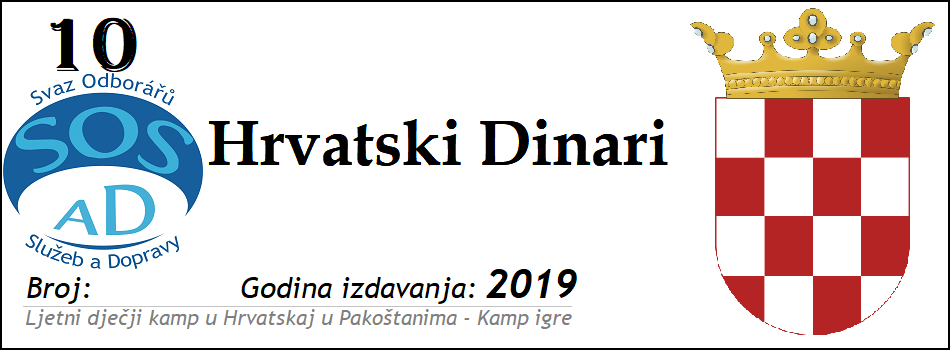 10
Svaz Odborářů
SOS
AD
Služeb a Dopravy
Hrvatski Dinari
Broj: Godina izdavanja: 2019
Ljetni dječji kamp u Hrvatskaj u Pakoštanima - Kamp igre